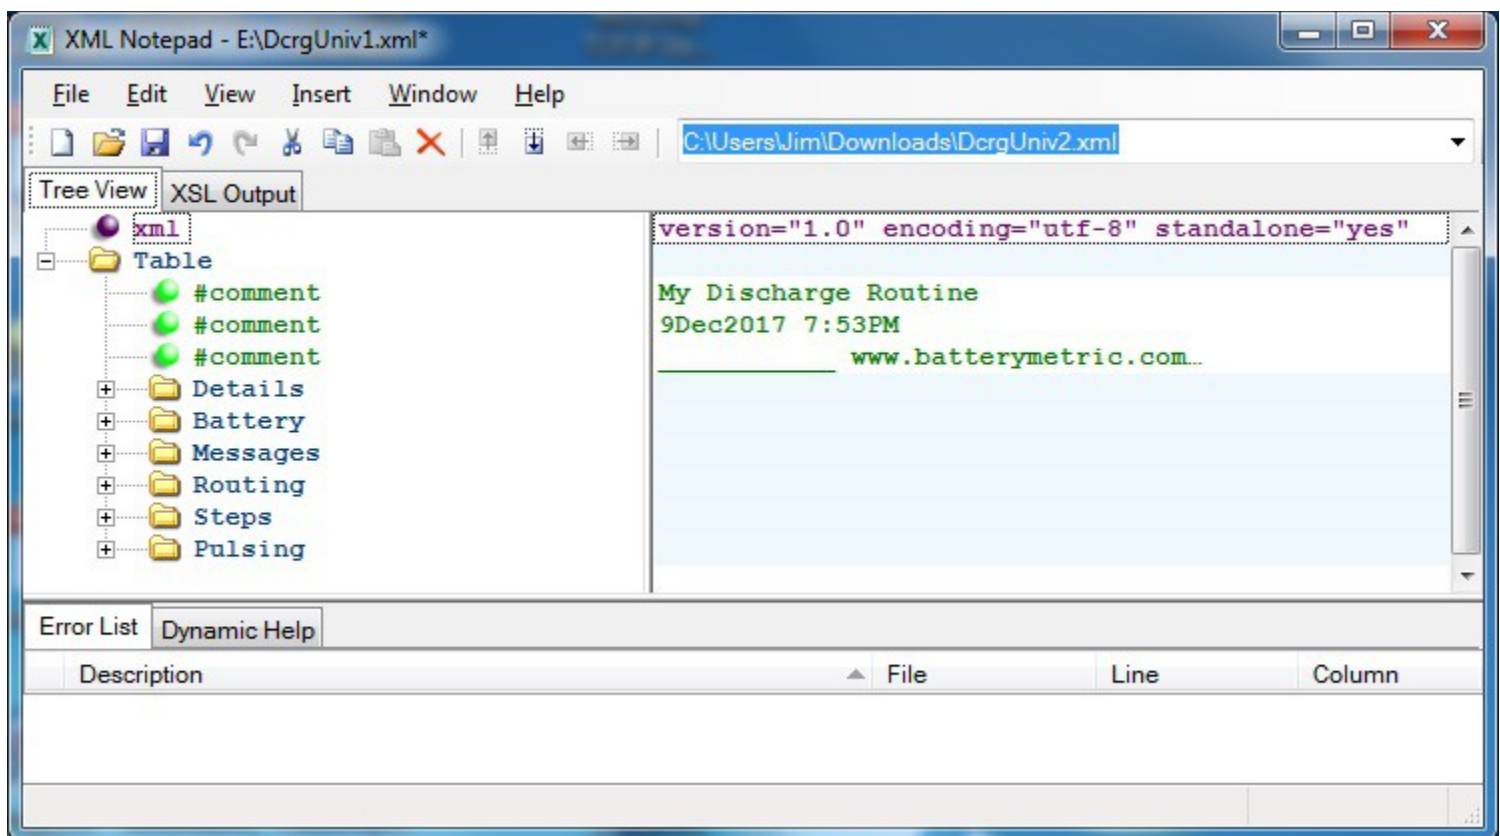 XML Notepad - E:\DcrgUniv1.xml*
File Edit View Insert Window Help
C:\Users\Jim\Downloads\DcrgUniv2.xml
Tree View XSL Output
xml version="1.0" encoding="utf-8" standalone="yes"
Table
#comment My Discharge Routine
#comment 9Dec2017 7:53PM
#comment ___________ www.batterymetric.com…
Details
Battery
Messages
Routing
Steps
Pulsing
Error List Dynamic Help
Description File Line Column